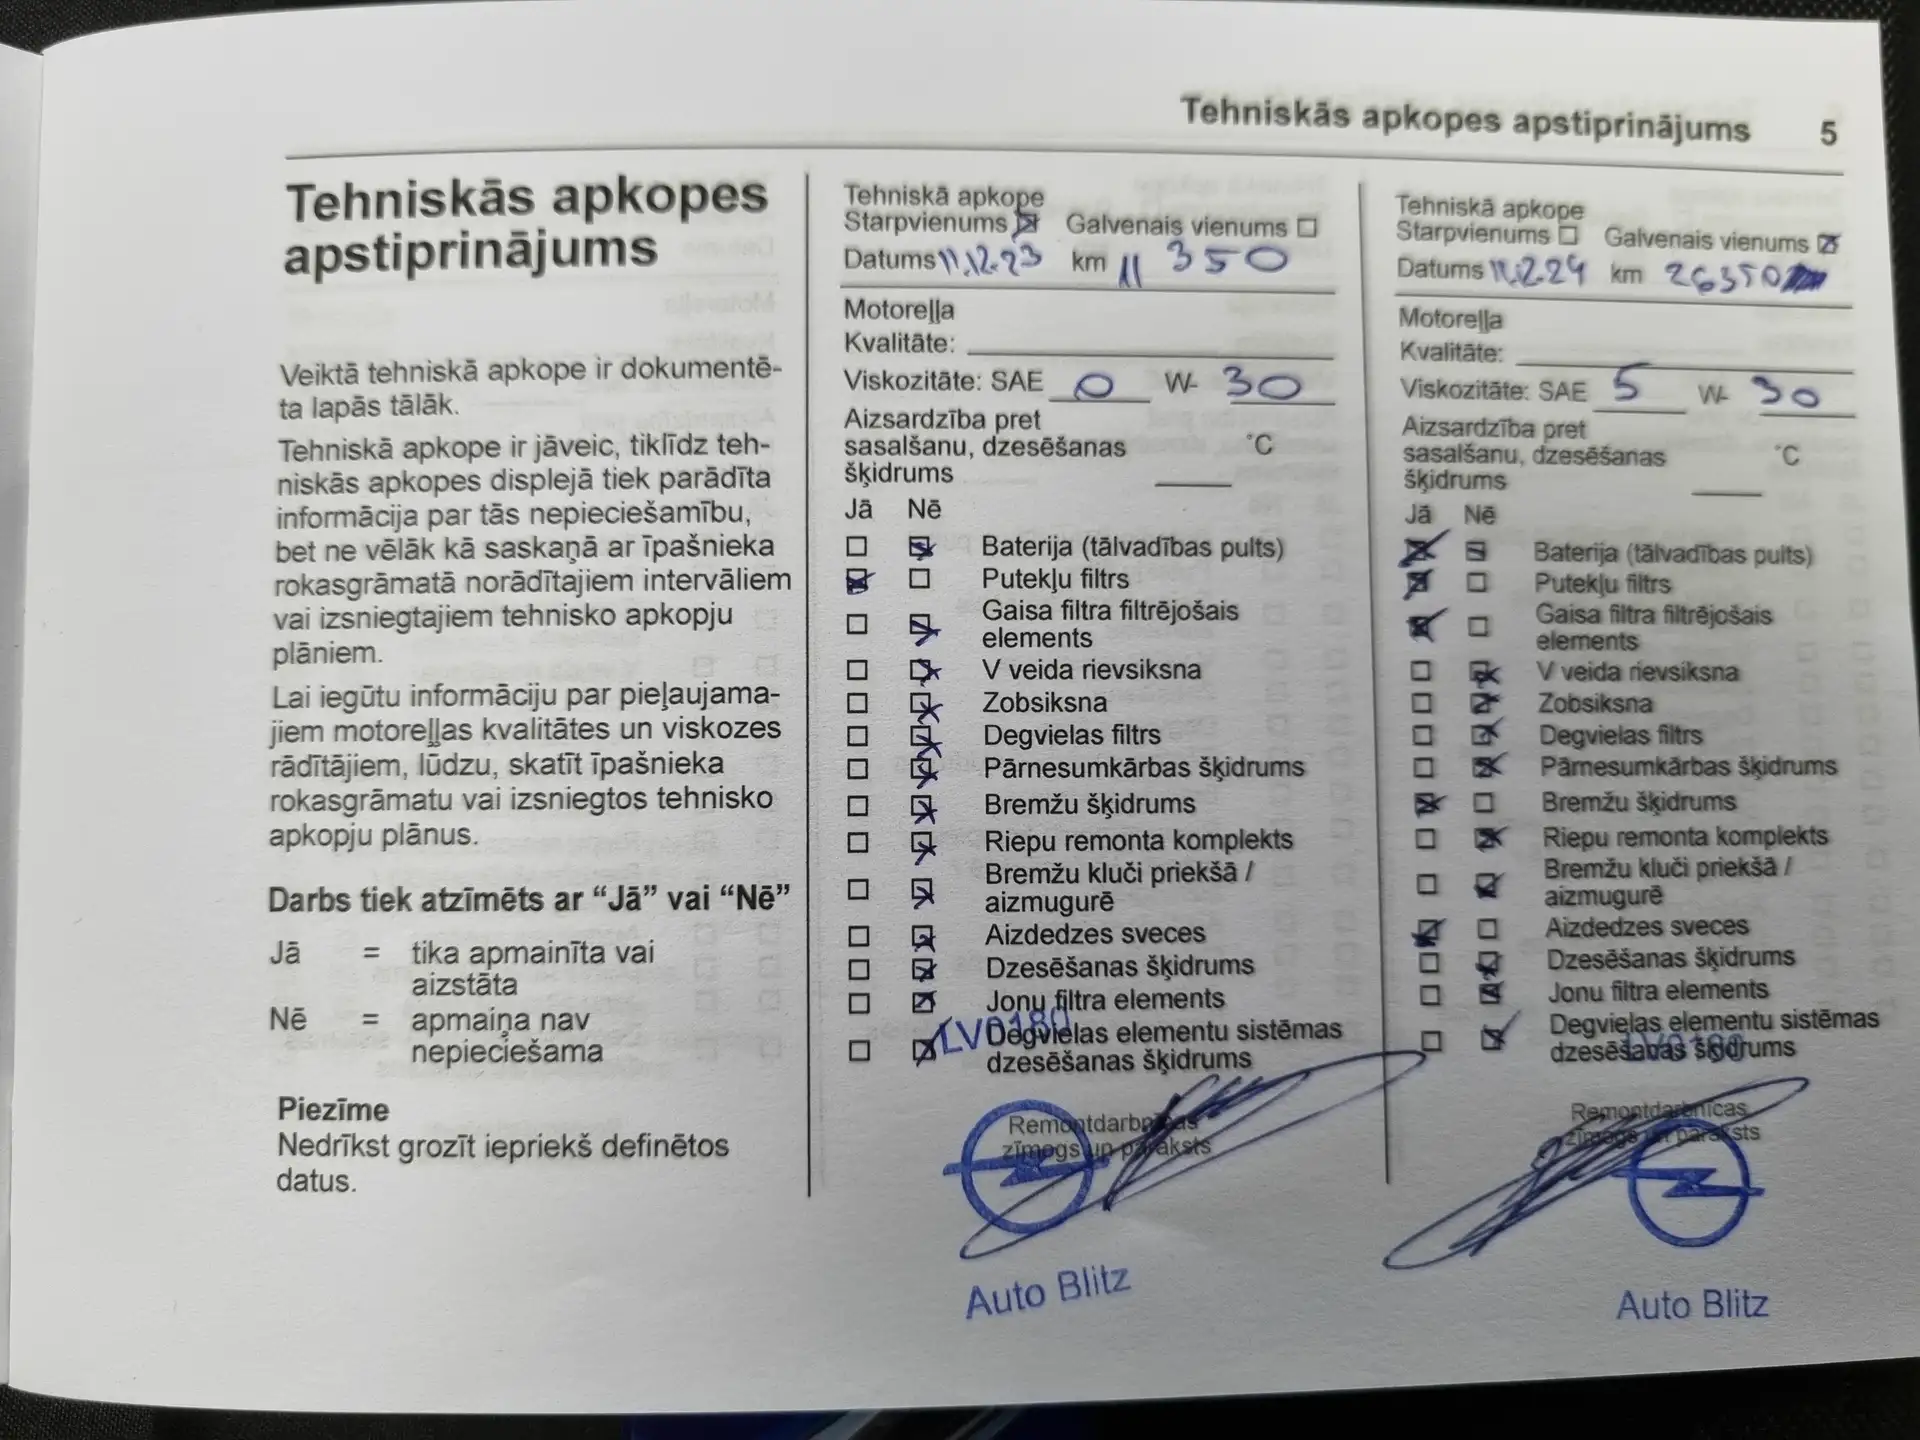 Tehniskās apkopes apstiprinājums 5
Tehniskās apkopes
apstiprinājums
Veiktā tehniskā apkope ir dokumentē-
ta lapās tālāk.
Tehniskā apkope ir jāveic, tiklīdz teh-
niskās apkopes displejā tiek parādīta
informācija par tās nepieciešamību,
bet ne vēlāk kā saskaņā ar īpašnieka
rokasgrāmatā norādītajiem intervāliem
vai izsniegtajiem tehnisko apkopju
plāniem.
Lai iegūtu informāciju par pieļaujama-
jiem motoreļļas kvalitātes un viskozes
rādītājiem, lūdzu, skatīt īpašnieka
rokasgrāmatu vai izsniegtos tehnisko
apkopju plānus.
Darbs tiek atzīmēts ar “Jā” vai “Nē”
Jā = tika apmainīta vai
aizstāta
Nē = apmaiņa nav
nepieciešama
Piezīme
Nedrīkst grozīt iepriekš definētos
datus.
Tehniskā apkope
Starpvienums Galvenais vienums
Datums 11.12.23 km 11 350
Motoreļļa
Kvalitāte:
Viskozitāte: SAE 0 W- 30
Aizsardzība pret
sasalšanu, dzesēšanas °C
šķidrums
Jā Nē
Baterija (tālvadības pults)
Putekļu filtrs
Gaisa filtra filtrējošais
elements
V veida rievsiksna
Zobsiksna
Degvielas filtrs
Pārnesumkārbas šķidrums
Bremžu šķidrums
Riepu remonta komplekts
Bremžu kluči priekšā /
aizmugurē
Aizdedzes sveces
Dzesēšanas šķidrums
Jonu filtra elements
LV0180
Degvielas elementu sistēmas
dzesēšanas šķidrums
Remontdarbnīcas
zīmogs un paraksts
Auto Blitz
Tehniskā apkope
Starpvienums Galvenais vienums
Datums 11.12.24 km 26350
Motoreļļa
Kvalitāte:
Viskozitāte: SAE 5 W- 30
Aizsardzība pret
sasalšanu, dzesēšanas °C
šķidrums
Jā Nē
Baterija (tālvadības pults)
Putekļu filtrs
Gaisa filtra filtrējošais
elements
V veida rievsiksna
Zobsiksna
Degvielas filtrs
Pārnesumkārbas šķidrums
Bremžu šķidrums
Riepu remonta komplekts
Bremžu kluči priekšā /
aizmugurē
Aizdedzes sveces
Dzesēšanas šķidrums
Jonu filtra elements
Degvielas elementu sistēmas
dzesēšanas šķidrums
LV0180
Remontdarbnīcas
zīmogs un paraksts
Auto Blitz